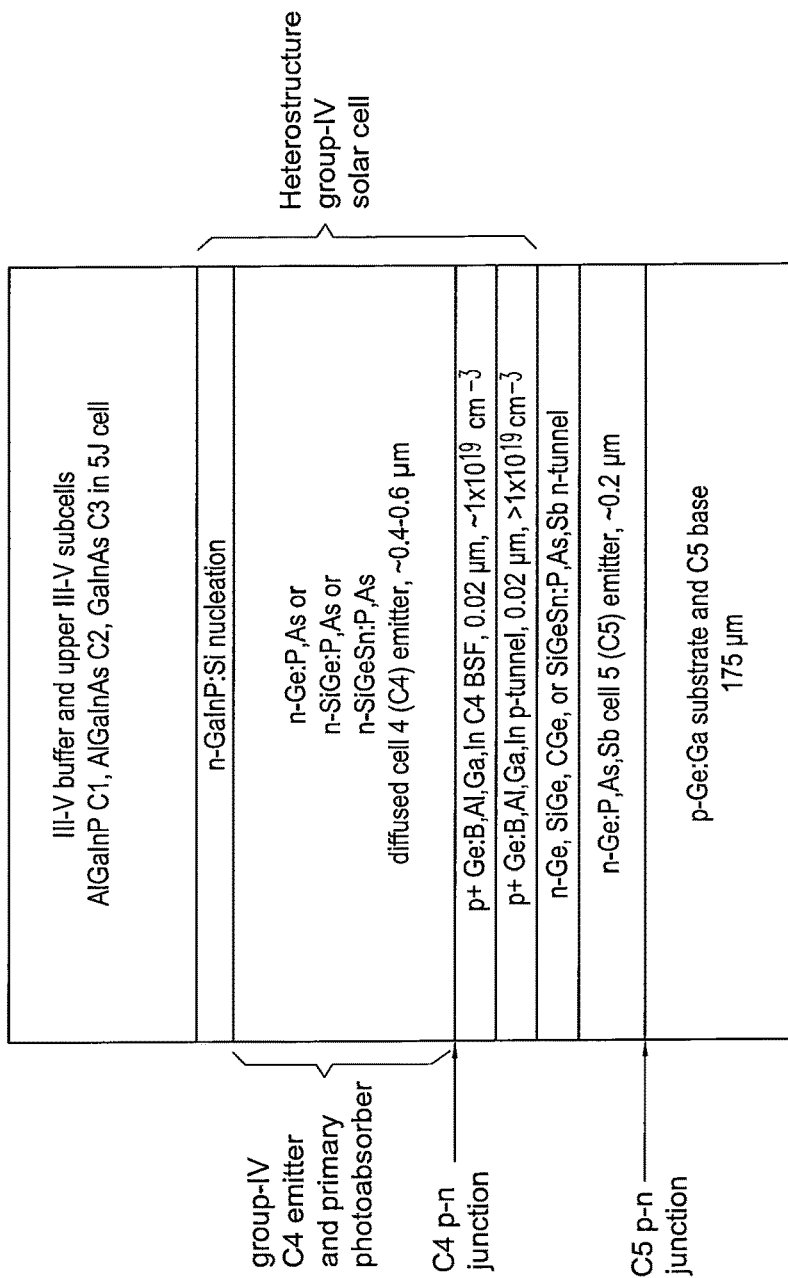 III-V buffer and upper III-V subcells
AlGaInP C1, AlGaInAs C2, GaInAs C3 in 5J cell
n-GaInP:Si nucleation
n-Ge:P,As or
n-SiGe:P,As or
n-SiGeSn:P,As
diffused cell 4 (C4) emitter, ~0.4-0.6 µm
p+ Ge:B,Al,Ga,In C4 BSF, 0.02 µm, ~1x10¹⁹ cm⁻³
p+ Ge:B,Al,Ga,In p-tunnel, 0.02 µm, >1x10¹⁹ cm⁻³
n-Ge, SiGe, CGe, or SiGeSn:P,As,Sb n-tunnel
n-Ge:P,As,Sb cell 5 (C5) emitter, ~0.2 µm
p-Ge:Ga substrate and C5 base
175 µm
group-IV
C4 emitter
and primary
photoabsorber
C4 p-n
junction
C5 p-n
junction
Heterostructure
group-IV
solar cell